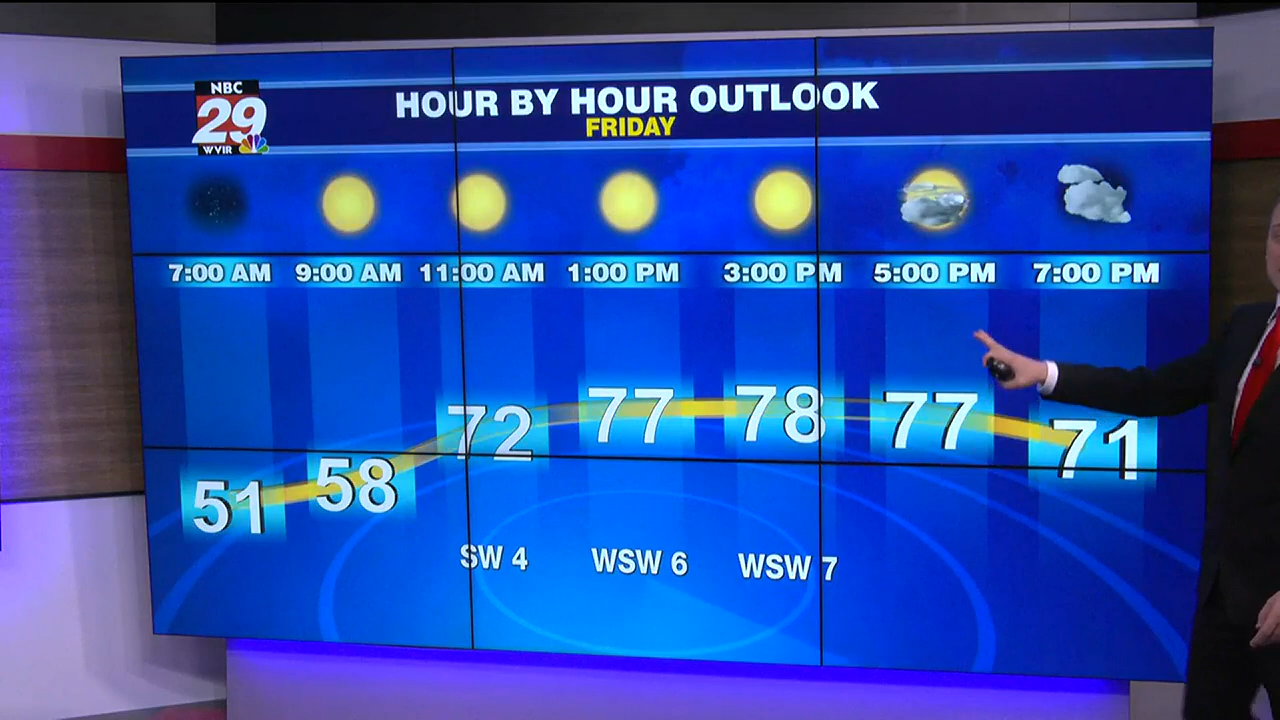 NBC
29
WVIR
HOUR BY HOUR OUTLOOK
FRIDAY
7:00 AM 9:00 AM 11:00 AM 1:00 PM 3:00 PM 5:00 PM 7:00 PM
51 58 72 77 78 77 71
SW 4 WSW 6 WSW 7